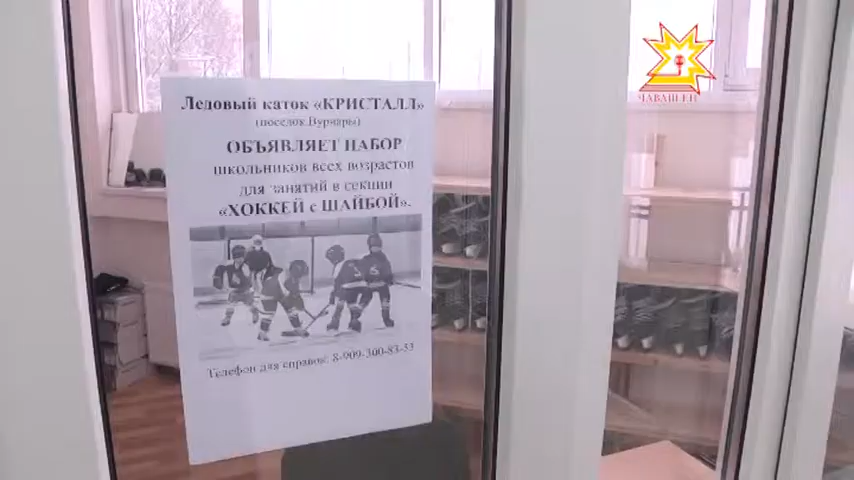 Ледовый каток «КРИСТАЛЛ»
(поселок Вурнары)
ОБЪЯВЛЯЕТ НАБОР
школьников всех возрастов
для занятий в секции
«ХОККЕЙ с ШАЙБОЙ».
Телефон для справок: 8-909-300-83-53
ЧĂВАШ ЕН